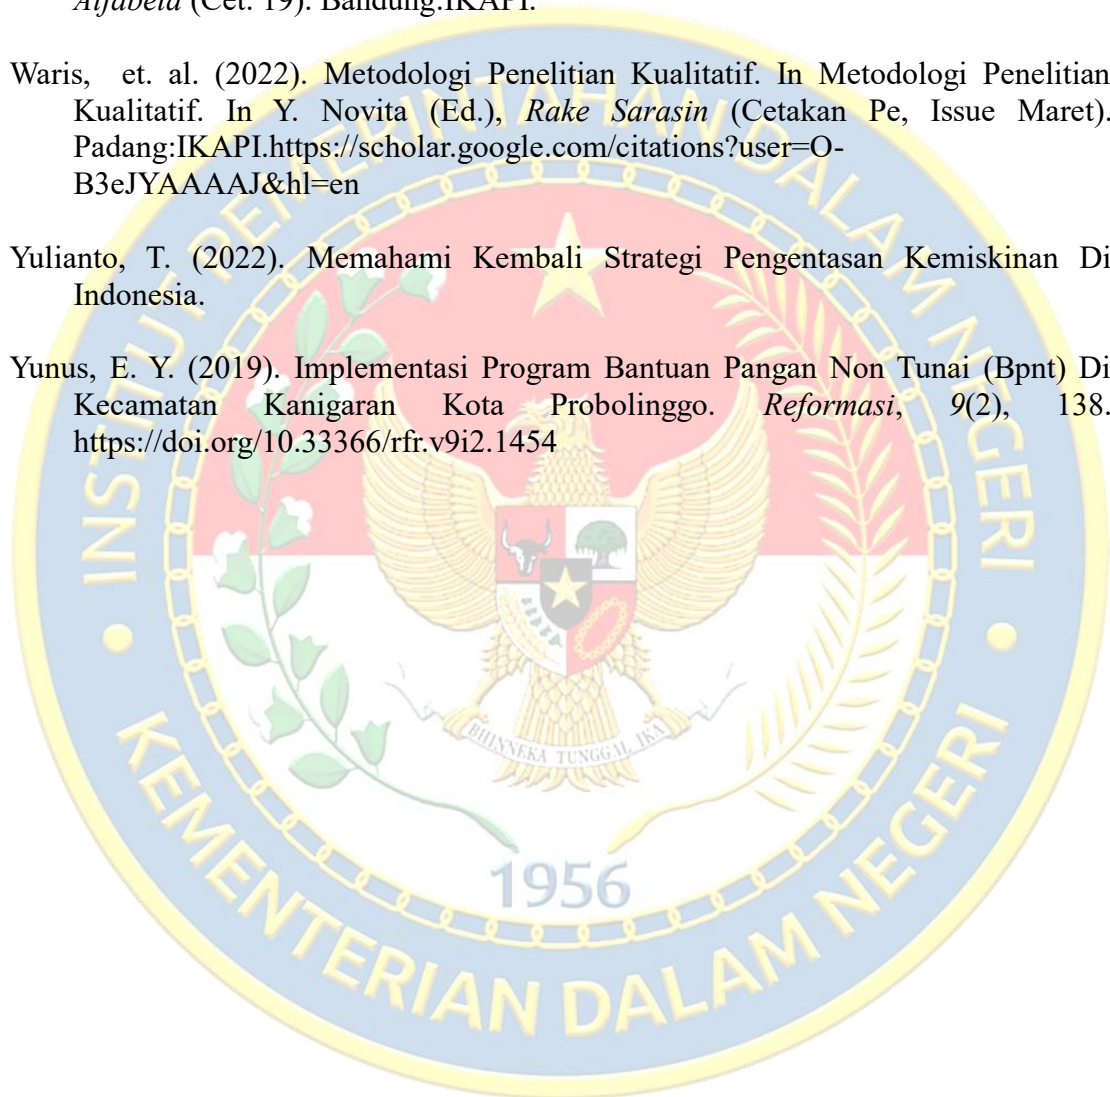 Alfabeta (Cet. 19). Bandung:IKAPI.
Waris, et. al. (2022). Metodologi Penelitian Kualitatif. In Metodologi Penelitian
Kualitatif. In Y. Novita (Ed.), Rake Sarasin (Cetakan Pe, Issue Maret).
Padang:IKAPI.https://scholar.google.com/citations?user=O-
B3eJYAAAAJ&hl=en
Yulianto, T. (2022). Memahami Kembali Strategi Pengentasan Kemiskinan Di
Indonesia.
Yunus, E. Y. (2019). Implementasi Program Bantuan Pangan Non Tunai (Bpnt) Di
Kecamatan Kanigaran Kota Probolinggo. Reformasi, 9(2), 138.
https://doi.org/10.33366/rfr.v9i2.1454
INSTITUT PEMERINTAHAN DALAM NEGERI
BHINNEKA TUNGGAL IKA
1956
KEMENTERIAN DALAM NEGERI